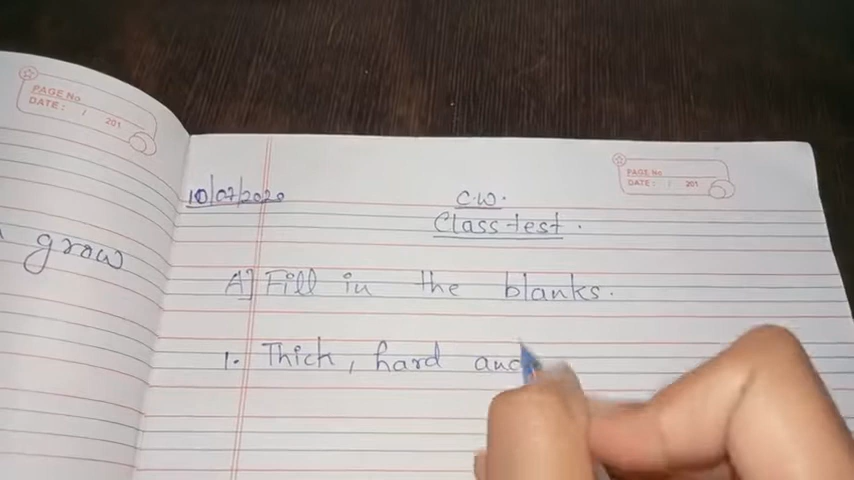 PAGE No
DATE: / 201
grow
PAGE No
DATE: / / 201
10/07/2020
C.W.
Class test.
A] Fill in the blanks.
1. Thick, hard and